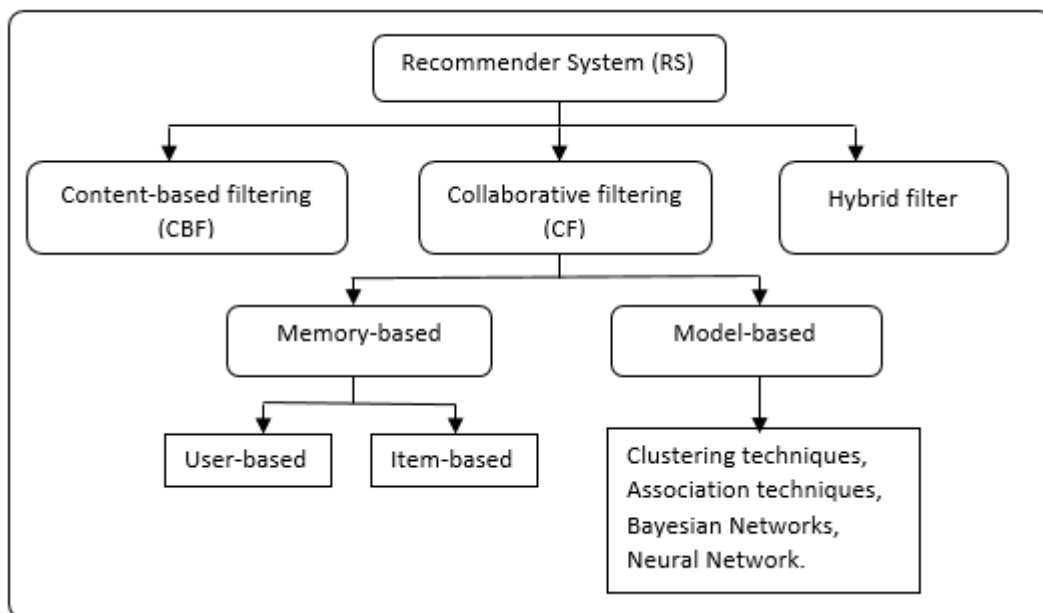 Recommender System (RS)
Content-based filtering
(CBF)
Collaborative filtering
(CF)
Hybrid filter
Memory-based
Model-based
User-based
Item-based
Clustering techniques,
Association techniques,
Bayesian Networks,
Neural Network.